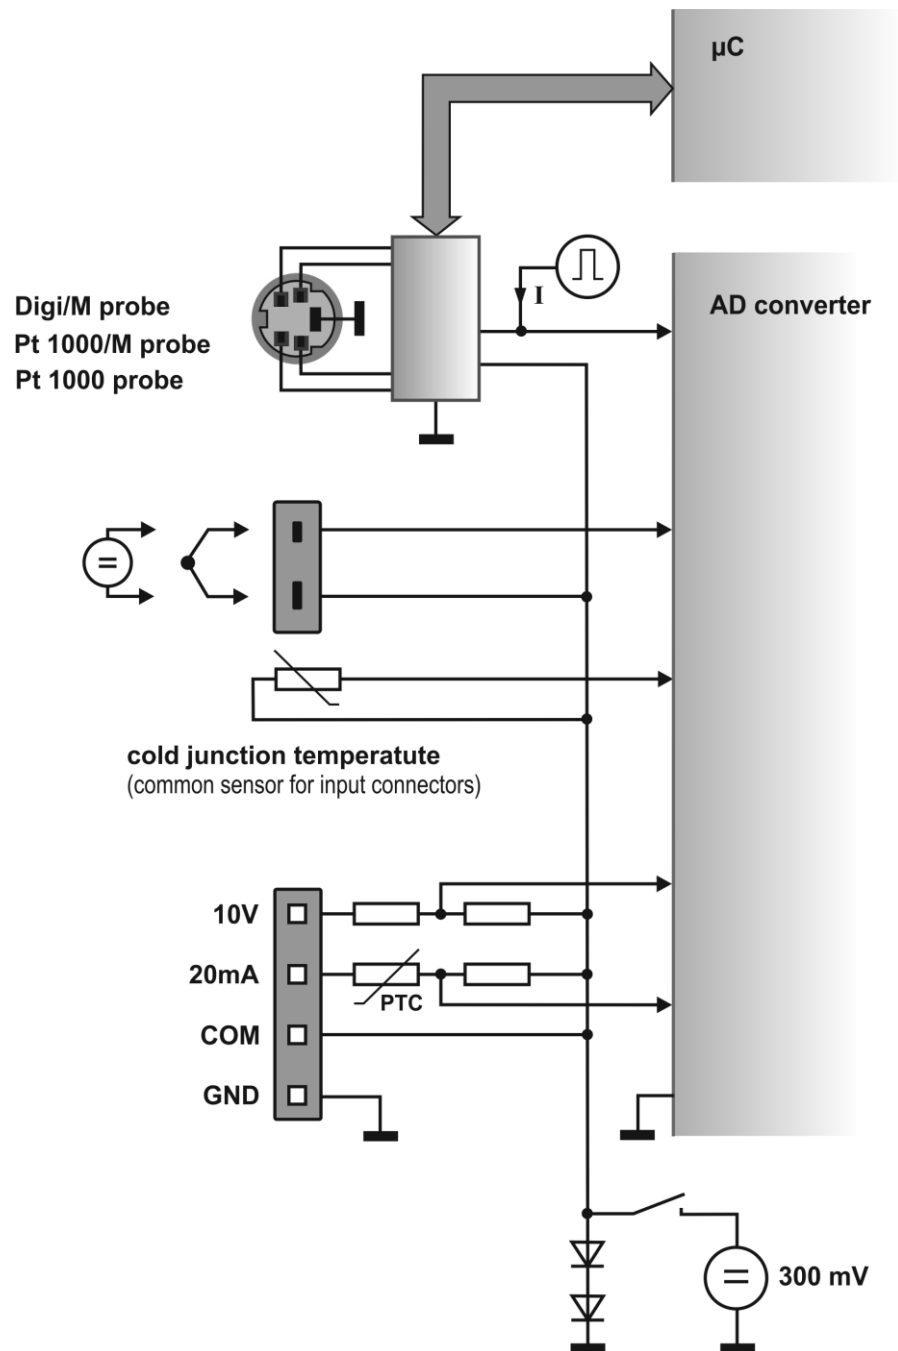 µC
AD converter
I
Digi/M probe
Pt 1000/M probe
Pt 1000 probe
cold junction temperatute
(common sensor for input connectors)
10V
20mA
PTC
COM
GND
300 mV